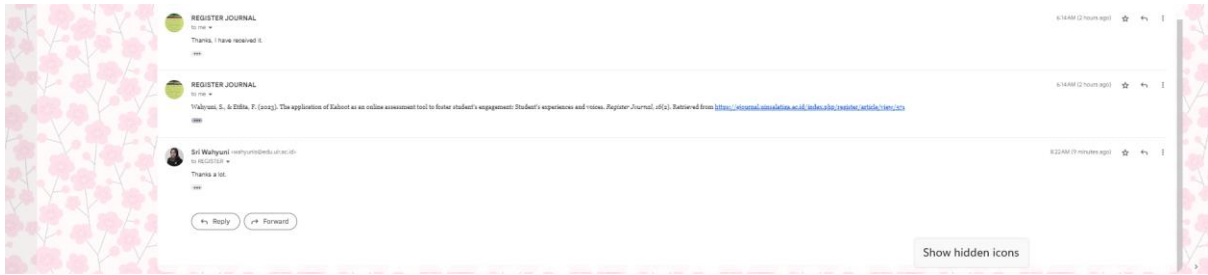 REGISTER JOURNAL
to me
6:14 AM (2 hours ago)
Thanks, I have received it.
REGISTER JOURNAL
to me
6:14 AM (2 hours ago)
Wahyuni, S., & Etfita, F. (2023). The application of Kahoot as an online assessment tool to foster student's engagement: Student's experiences and voices. Register Journal, 16(2). Retrieved from
Sri Wahyuni
to REGISTER
8:22 AM (9 minutes ago)
Thanks a lot.
Reply Forward
Show hidden icons